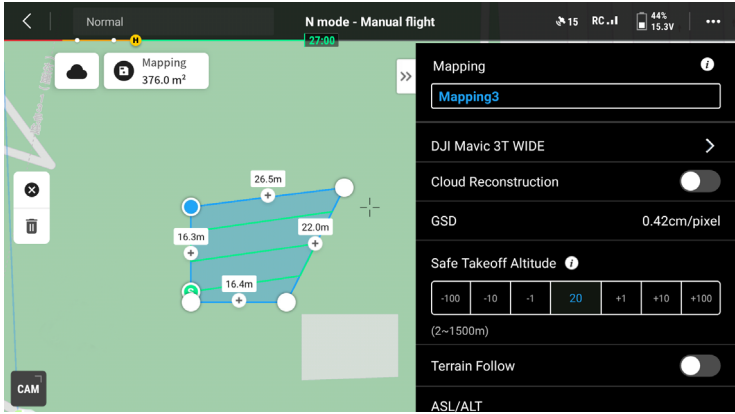 Normal
N mode - Manual flight
15
RC
44%
15.3V
H
27:00
Mapping
376.0 m²
26.5m
16.3m
22.0m
16.4m
S
CAM
Mapping
Mapping3
DJI Mavic 3T WIDE
Cloud Reconstruction
GSD
0.42cm/pixel
Safe Takeoff Altitude
-100 -10 -1 20 +1 +10 +100
(2~1500m)
Terrain Follow
ASL/ALT